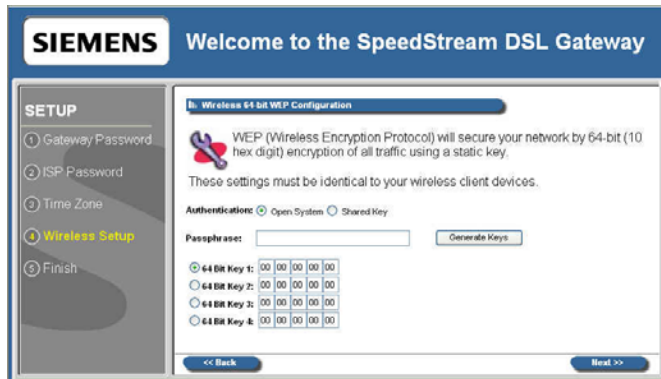 SIEMENS
Welcome to the SpeedStream DSL Gateway
SETUP
1 Gateway Password
2 ISP Password
3 Time Zone
4 Wireless Setup
5 Finish
Wireless 64-bit WEP Configuration
WEP (Wireless Encryption Protocol) will secure your network by 64-bit (10
hex digit) encryption of all traffic using a static key.
These settings must be identical to your wireless client devices.
Authentication: Open System Shared Key
Passphrase: Generate Keys
64 Bit Key 1: 00 00 00 00 00
64 Bit Key 2: 00 00 00 00 00
64 Bit Key 3: 00 00 00 00 00
64 Bit Key 4: 00 00 00 00 00
<< Back Next >>